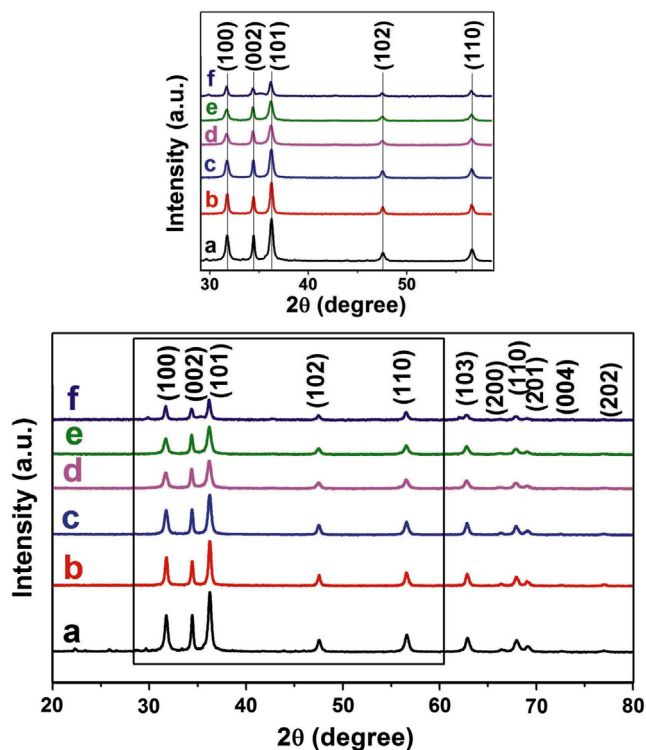 (100) (002) (101) (102) (110)
f
e
d
c
b
a
Intensity (a.u.)
30 40 50
2θ (degree)
(100) (002) (101) (102) (110) (103) (200) (110) (201) (004) (202)
f
e
d
c
b
a
Intensity (a.u.)
20 30 40 50 60 70 80
2θ (degree)